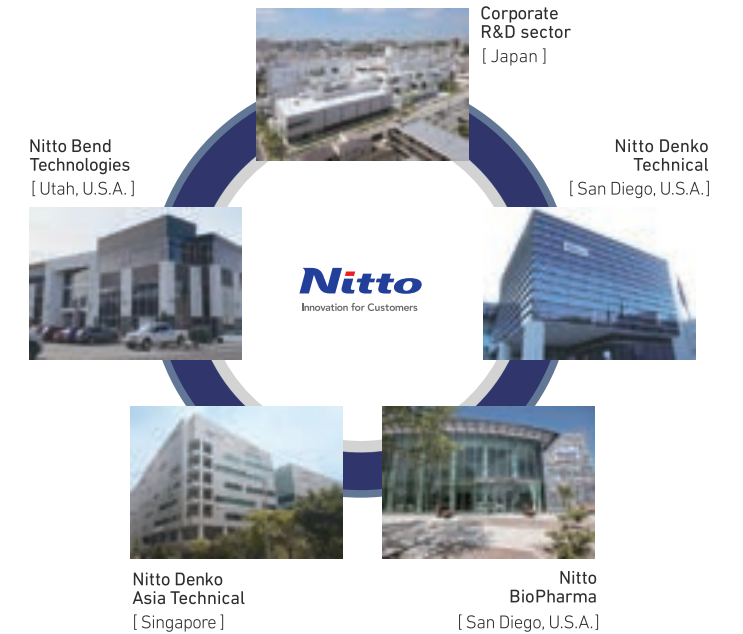 Corporate
R&D sector
[ Japan ]
Nitto Bend
Technologies
[ Utah, U.S.A. ]
Nitto Denko
Technical
[ San Diego, U.S.A.]
Nitto
Innovation for Customers
Nitto Denko
Asia Technical
[ Singapore ]
Nitto
BioPharma
[ San Diego, U.S.A.]